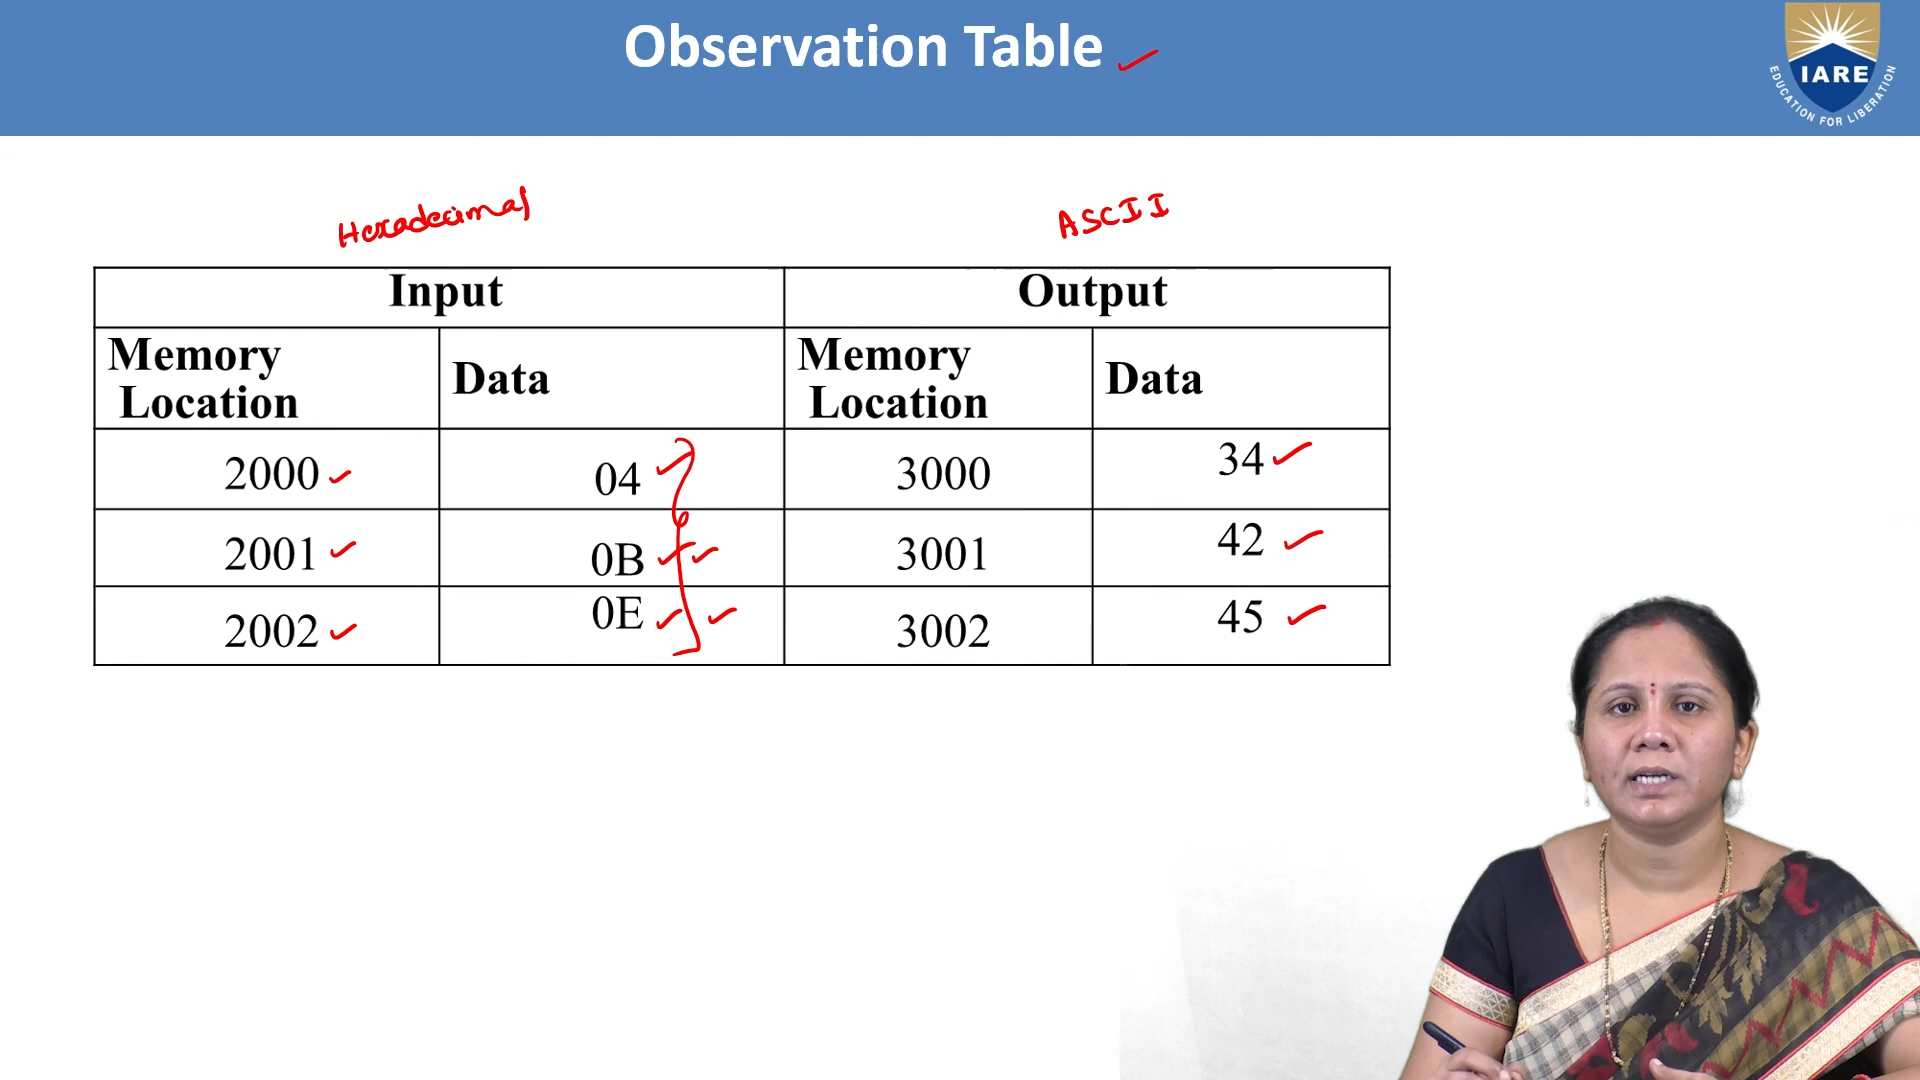 Observation Table
IARE
EDUCATION FOR LIBERATION
Hexadecimal
ASCII
Input Output
Memory Location Data Memory Location Data
2000 04 3000 34
2001 0B 3001 42
2002 0E 3002 45